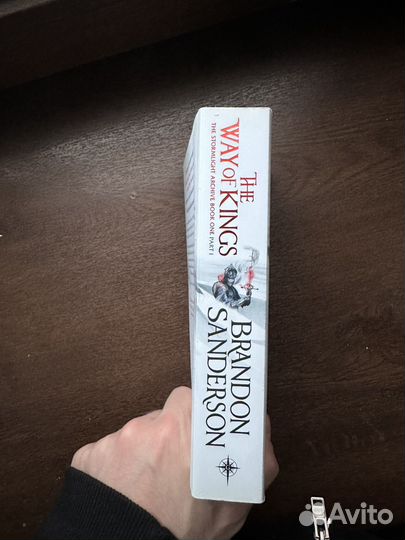 THE
WAY OF KINGS
THE STORMLIGHT ARCHIVE BOOK ONE PART 1
BRANDON
SANDERSON
Avito